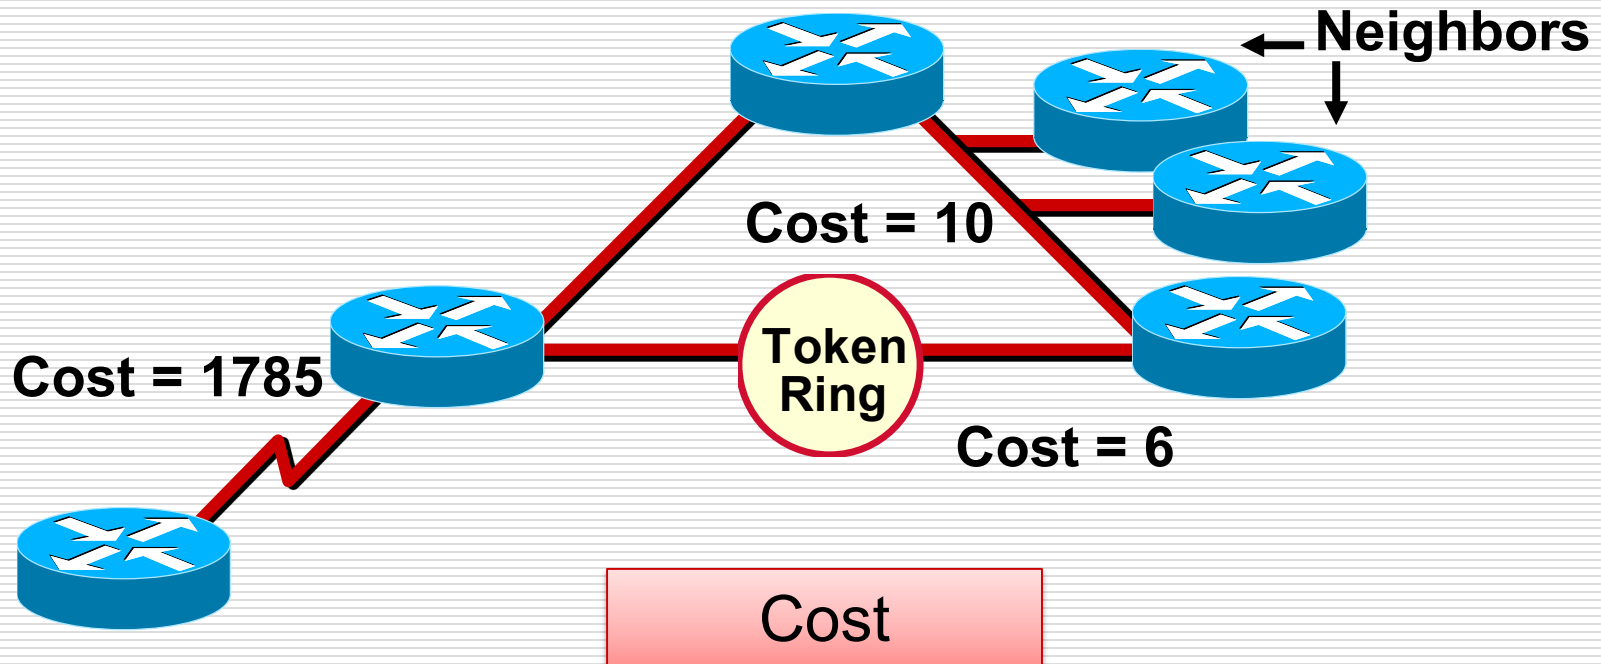 Neighbors
Cost = 10
Token
Ring
Cost = 1785
Cost = 6
Cost